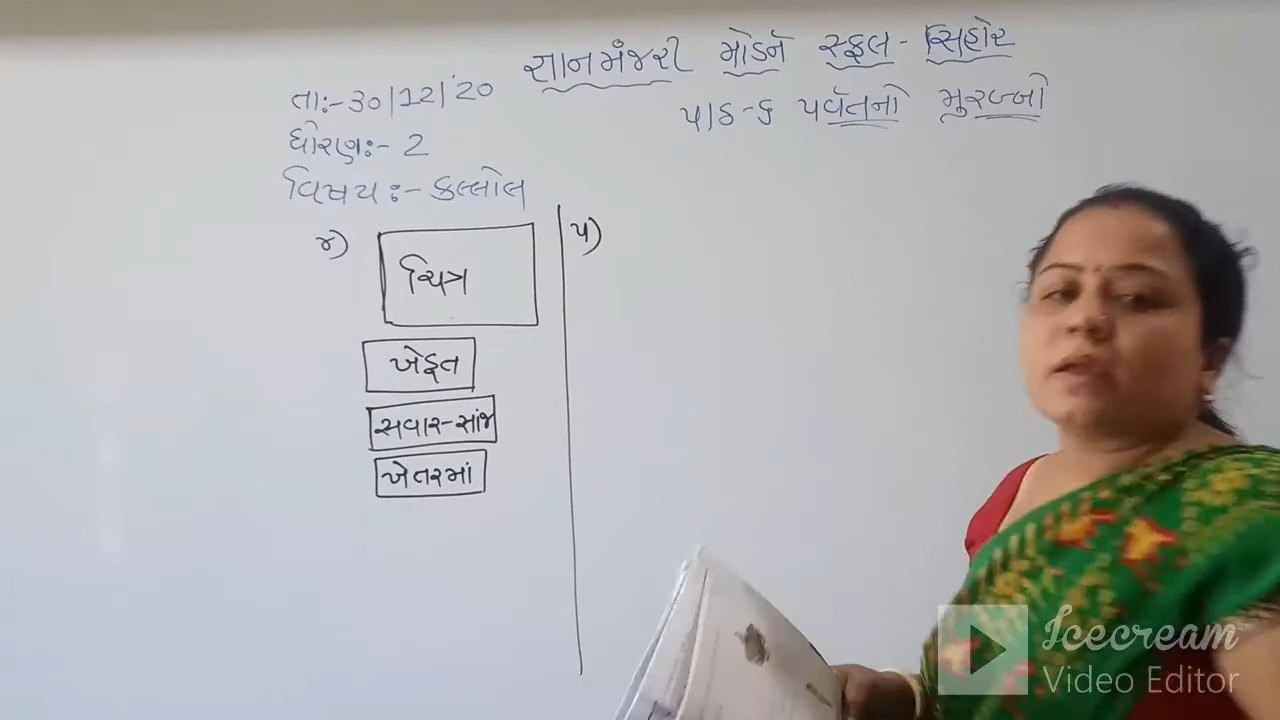 જ્ઞાનમંજરી મોડર્ન સ્કૂલ - સિહોર
તા:- 30/12/'20
પાઠ-૬ પર્વતનો મુરબ્બો
ધોરણ:- 2
વિષય:- કલ્લોલ
૪)
ચિત્ર
ખેડૂત
સવાર-સાંજ
ખેતરમાં
૫)
Icecream
Video Editor